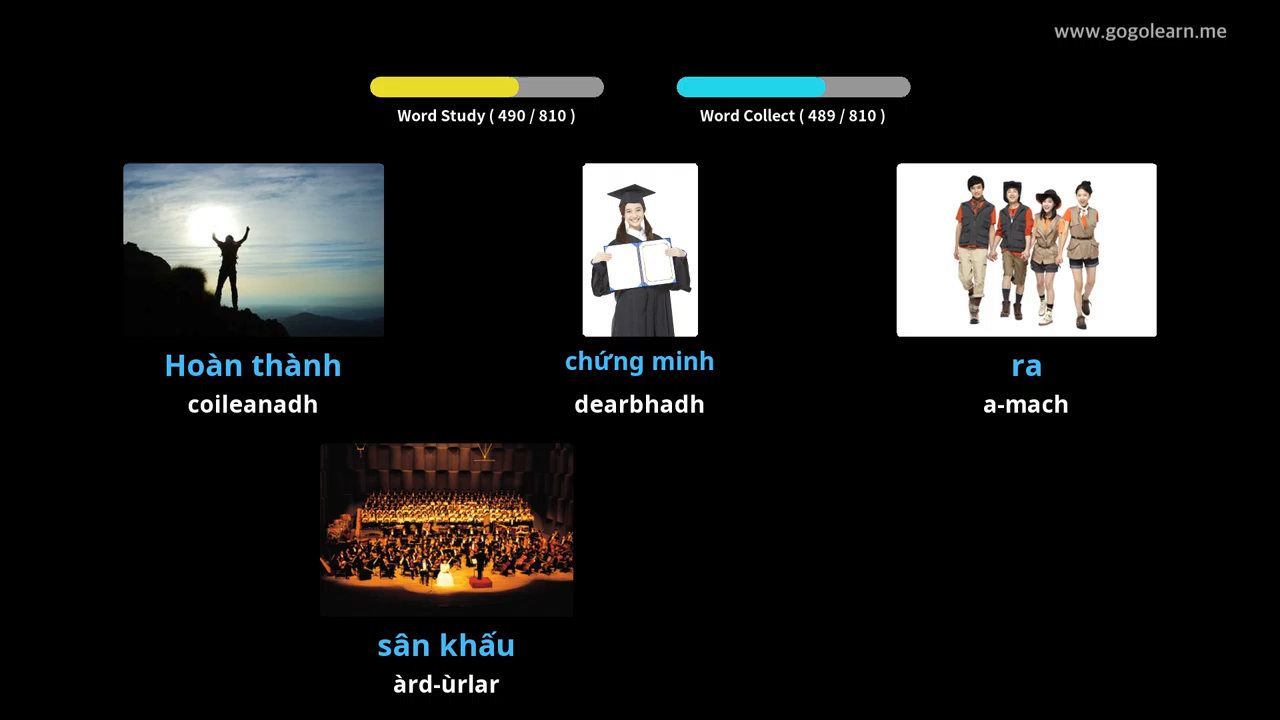 www.gogolearn.me
Word Study ( 490 / 810 )
Word Collect ( 489 / 810 )
Hoàn thành
coileanadh
chứng minh
dearbhadh
ra
a-mach
sân khấu
àrd-ùrlar